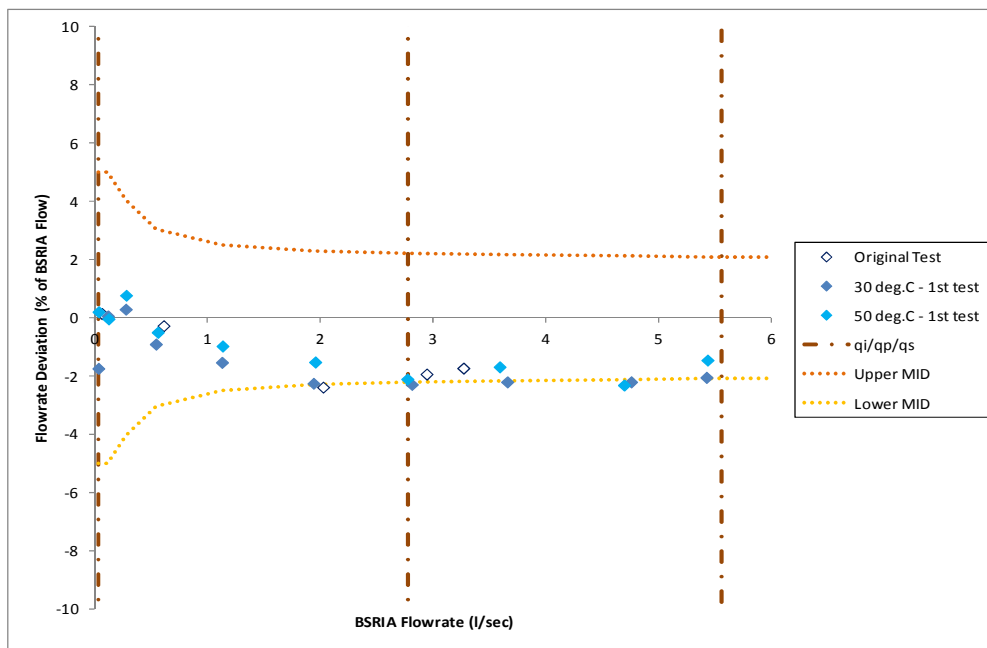 10
8
6
4
2
0
-2
-4
-6
-8
-10
0
1
2
3
4
5
6
Flowrate Deviation (% of BSRIA Flow)
BSRIA Flowrate (l/sec)
Original Test
30 deg.C - 1st test
50 deg.C - 1st test
qi/qp/qs
Upper MID
Lower MID